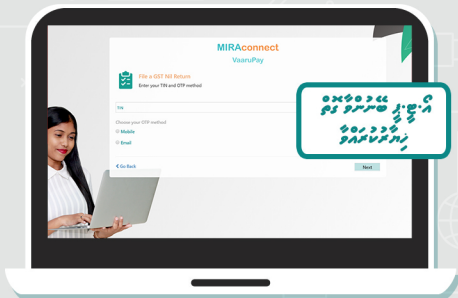 MIRAconnect
VaaruPay
File a GST Nil Return
Enter your TIN and OTP method
TIN
Choose your OTP method
Mobile
Email
Go Back
Next
އޯ.ޓީ.ޕީ ބޭނުންވާ ގޮތް
ޚިޔާރުކުރައްވާ